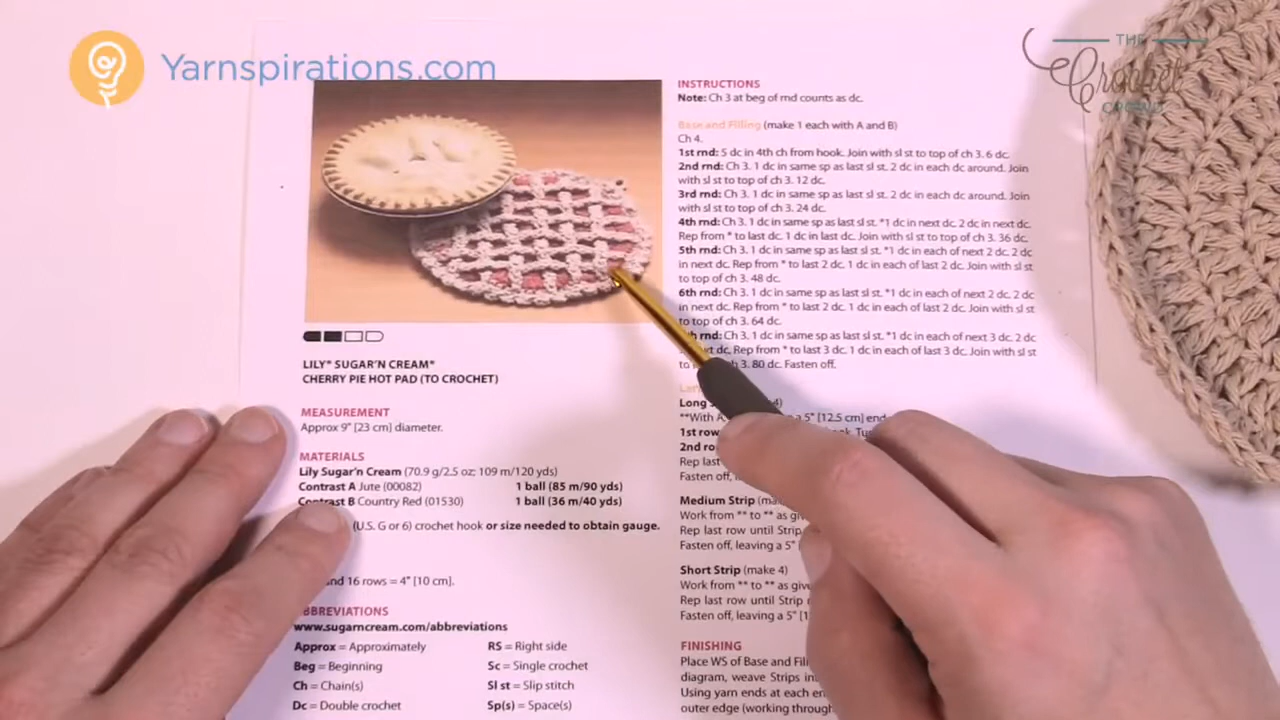 Yarnspirations.com
THE
Crochet
INSTRUCTIONS
Note: Ch 3 at beg of rnd counts as dc.
Base and Filling (make 1 each with A and B)
Ch 4.
1st rnd: 5 dc in 4th ch from hook. Join with sl st to top of ch 3. 6 dc.
2nd rnd: Ch 3. 1 dc in same sp as last sl st. 2 dc in each dc around. Join
with sl st to top of ch 3. 12 dc.
3rd rnd: Ch 3. 1 dc in same sp as last sl st. 2 dc in each dc around. Join
with sl st to top of ch 3. 24 dc.
4th rnd: Ch 3. 1 dc in same sp as last sl st. *1 dc in next dc. 2 dc in next dc.
Rep from * to last dc. 1 dc in last dc. Join with sl st to top of ch 3. 36 dc.
5th rnd: Ch 3. 1 dc in same sp as last sl st. *1 dc in each of next 2 dc. 2 dc
in next dc. Rep from * to last 2 dc. 1 dc in each of last 2 dc. Join with sl st
to top of ch 3. 48 dc.
6th rnd: Ch 3. 1 dc in same sp as last sl st. *1 dc in each of next 2 dc. 2 dc
in next dc. Rep from * to last 2 dc. 1 dc in each of last 2 dc. Join with sl st
to top of ch 3. 64 dc.
rnd: Ch 3. 1 dc in same sp as last sl st. *1 dc in each of next 3 dc. 2 dc
dc. Rep from * to last 3 dc. 1 dc in each of last 3 dc. Join with sl st
to ch 3. 80 dc. Fasten off.
LILY® SUGAR'N CREAM®
CHERRY PIE HOT PAD (TO CROCHET)
MEASUREMENT
Approx 9" [23 cm] diameter.
MATERIALS
Lily Sugar'n Cream (70.9 g/2.5 oz; 109 m/120 yds)
Contrast A Jute (00082) 1 ball (85 m/90 yds)
Contrast B Country Red (01530) 1 ball (36 m/40 yds)
(U.S. G or 6) crochet hook or size needed to obtain gauge.
and 16 rows = 4" [10 cm].
ABBREVIATIONS
www.sugarncream.com/abbreviations
Approx = Approximately
Beg = Beginning
Ch = Chain(s)
Dc = Double crochet
RS = Right side
Sc = Single crochet
Sl st = Slip stitch
Sp(s) = Space(s)
Long
**With A, a 5" [12.5 cm] end,
1st row
2nd
Rep last
Fasten off,
Medium Strip
Work from ** to ** as
Rep last row until Strip
Fasten off, leaving a 5"
Short Strip (make 4)
Work from ** to ** as
Rep last row until Strip
Fasten off, leaving a 5"
FINISHING
Place WS of Base and
diagram, weave Strips
Using yarn ends at each
outer edge (working